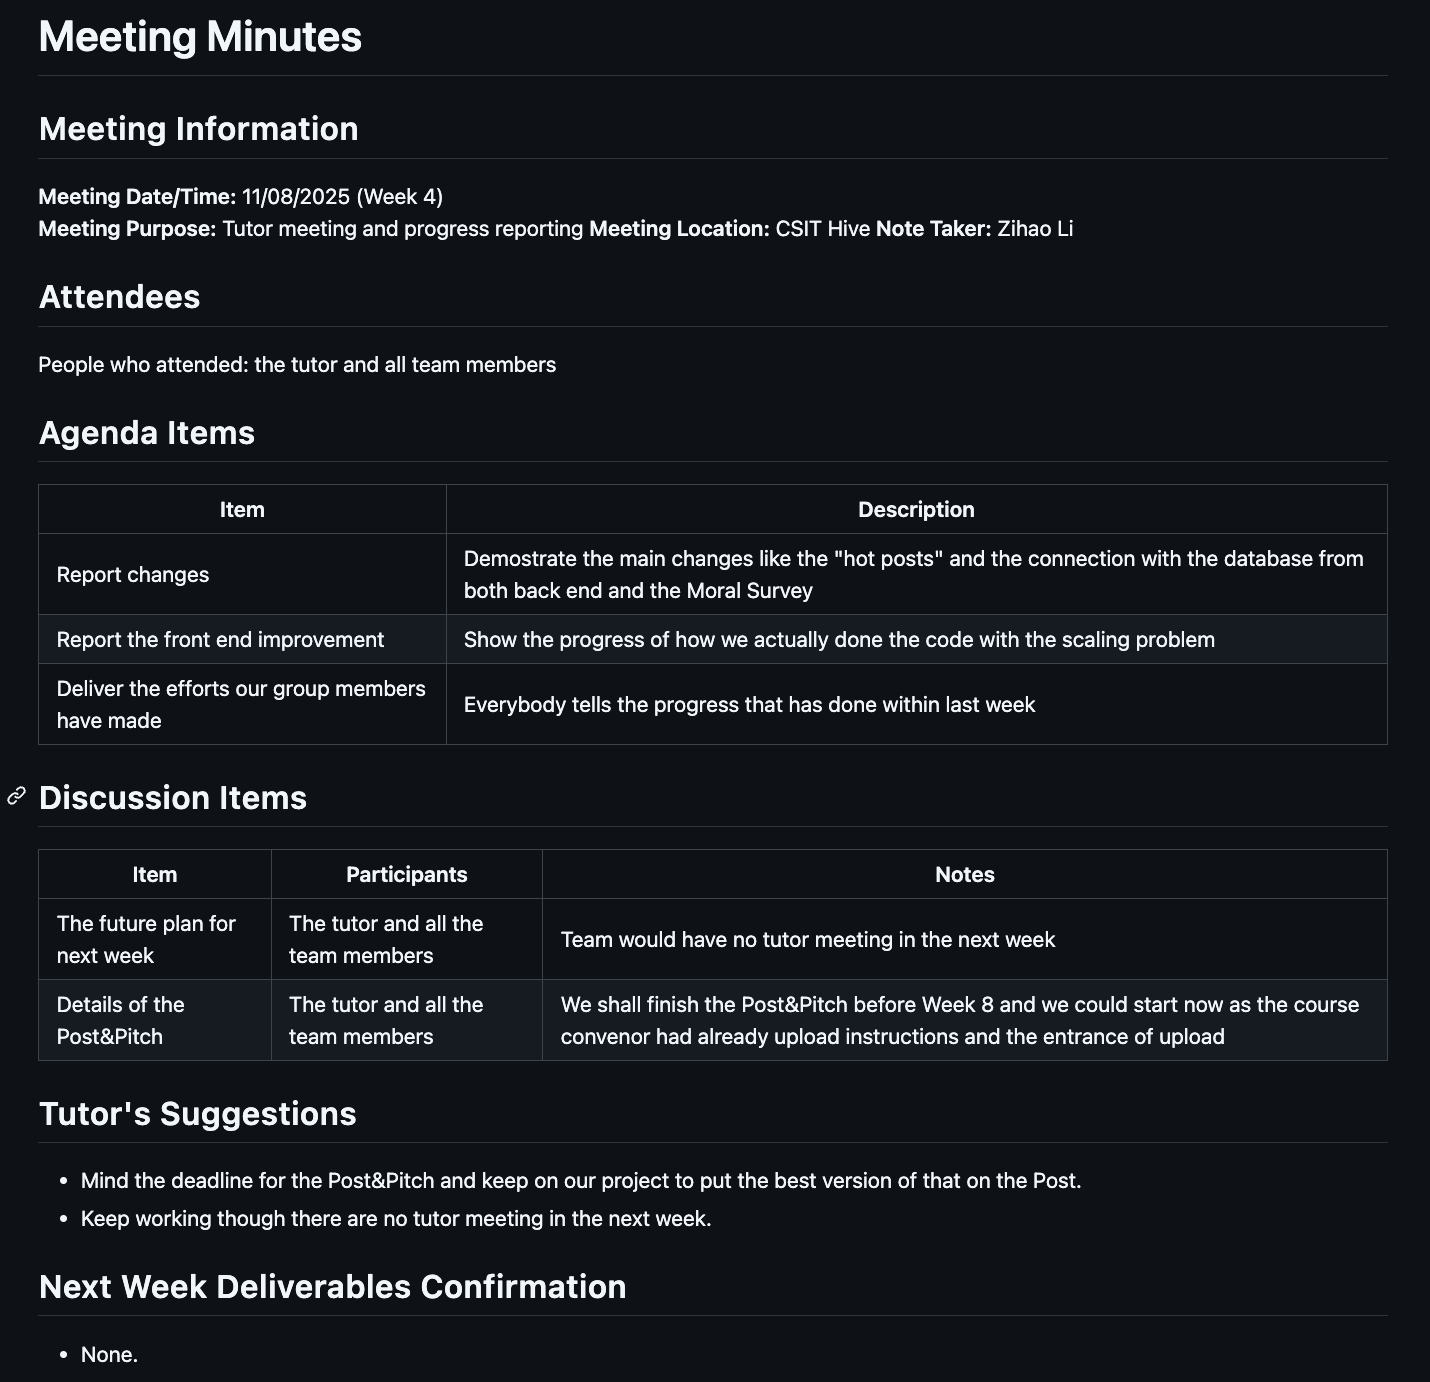 Meeting Minutes
Meeting Information
Meeting Date/Time: 11/08/2025 (Week 4)
Meeting Purpose: Tutor meeting and progress reporting Meeting Location: CSIT Hive Note Taker: Zihao Li
Attendees
People who attended: the tutor and all team members
Agenda Items
Item
Description
Report changes
Demostrate the main changes like the "hot posts" and the connection with the database from
both back end and the Moral Survey
Report the front end improvement
Show the progress of how we actually done the code with the scaling problem
Deliver the efforts our group members
have made
Everybody tells the progress that has done within last week
Discussion Items
Item
Participants
Notes
The future plan for
next week
The tutor and all the
team members
Team would have no tutor meeting in the next week
Details of the
Post&Pitch
The tutor and all the
team members
We shall finish the Post&Pitch before Week 8 and we could start now as the course
convenor had already upload instructions and the entrance of upload
Tutor's Suggestions
• Mind the deadline for the Post&Pitch and keep on our project to put the best version of that on the Post.
• Keep working though there are no tutor meeting in the next week.
Next Week Deliverables Confirmation
• None.